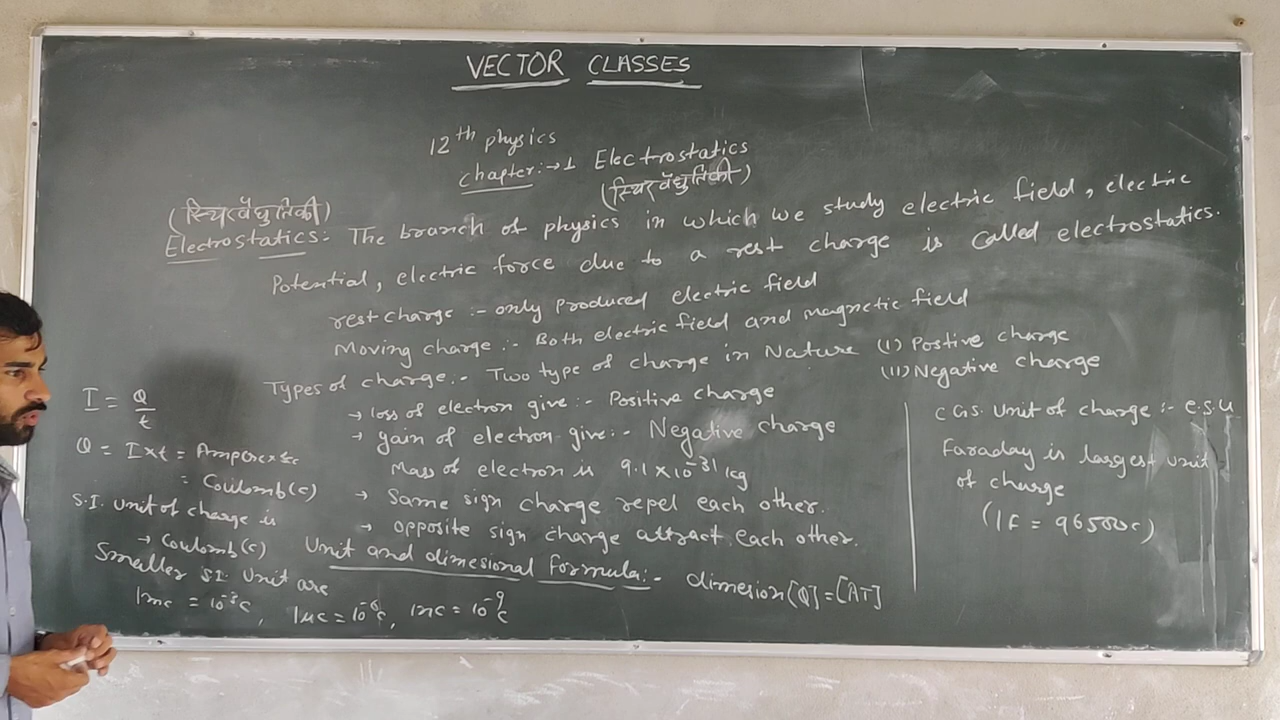 VECTOR CLASSES
12th physics
chapter:→1 Electrostatics
(स्थिरवैद्युतिकी)
(स्थिरवैद्युतिकी)
Electrostatics:- The branch of physics in which we study electric field, electric
Potential, electric force due to a rest charge is called electrostatics.
rest charge :- only produced electric field
Moving charge :- Both electric field and magnetic field
Types of charge:- Two type of charge in Nature (I) Postive charge
(II) Negative charge
→ loss of electron give :- Positive charge
→ gain of electron give:- Negative charge
Mass of electron is 9.1 x 10^-31 kg
→ Same sign charge repel each other.
→ opposite sign charge attract each other.
Unit and dimesional formula:- dimesion [Q] = [AT]
I = Q/t
Q = I x t = Ampere x sec
= Coulomb (c)
S.I. unit of charge is
→ Coulomb (c)
Smaller S.I. Unit are
1mc = 10^-3 c, 1μc = 10^-6 c, 1nc = 10^-9 c
C.G.S. Unit of charge :- e.s.u
Faraday is largest unit
of charge
(1F = 96500c)